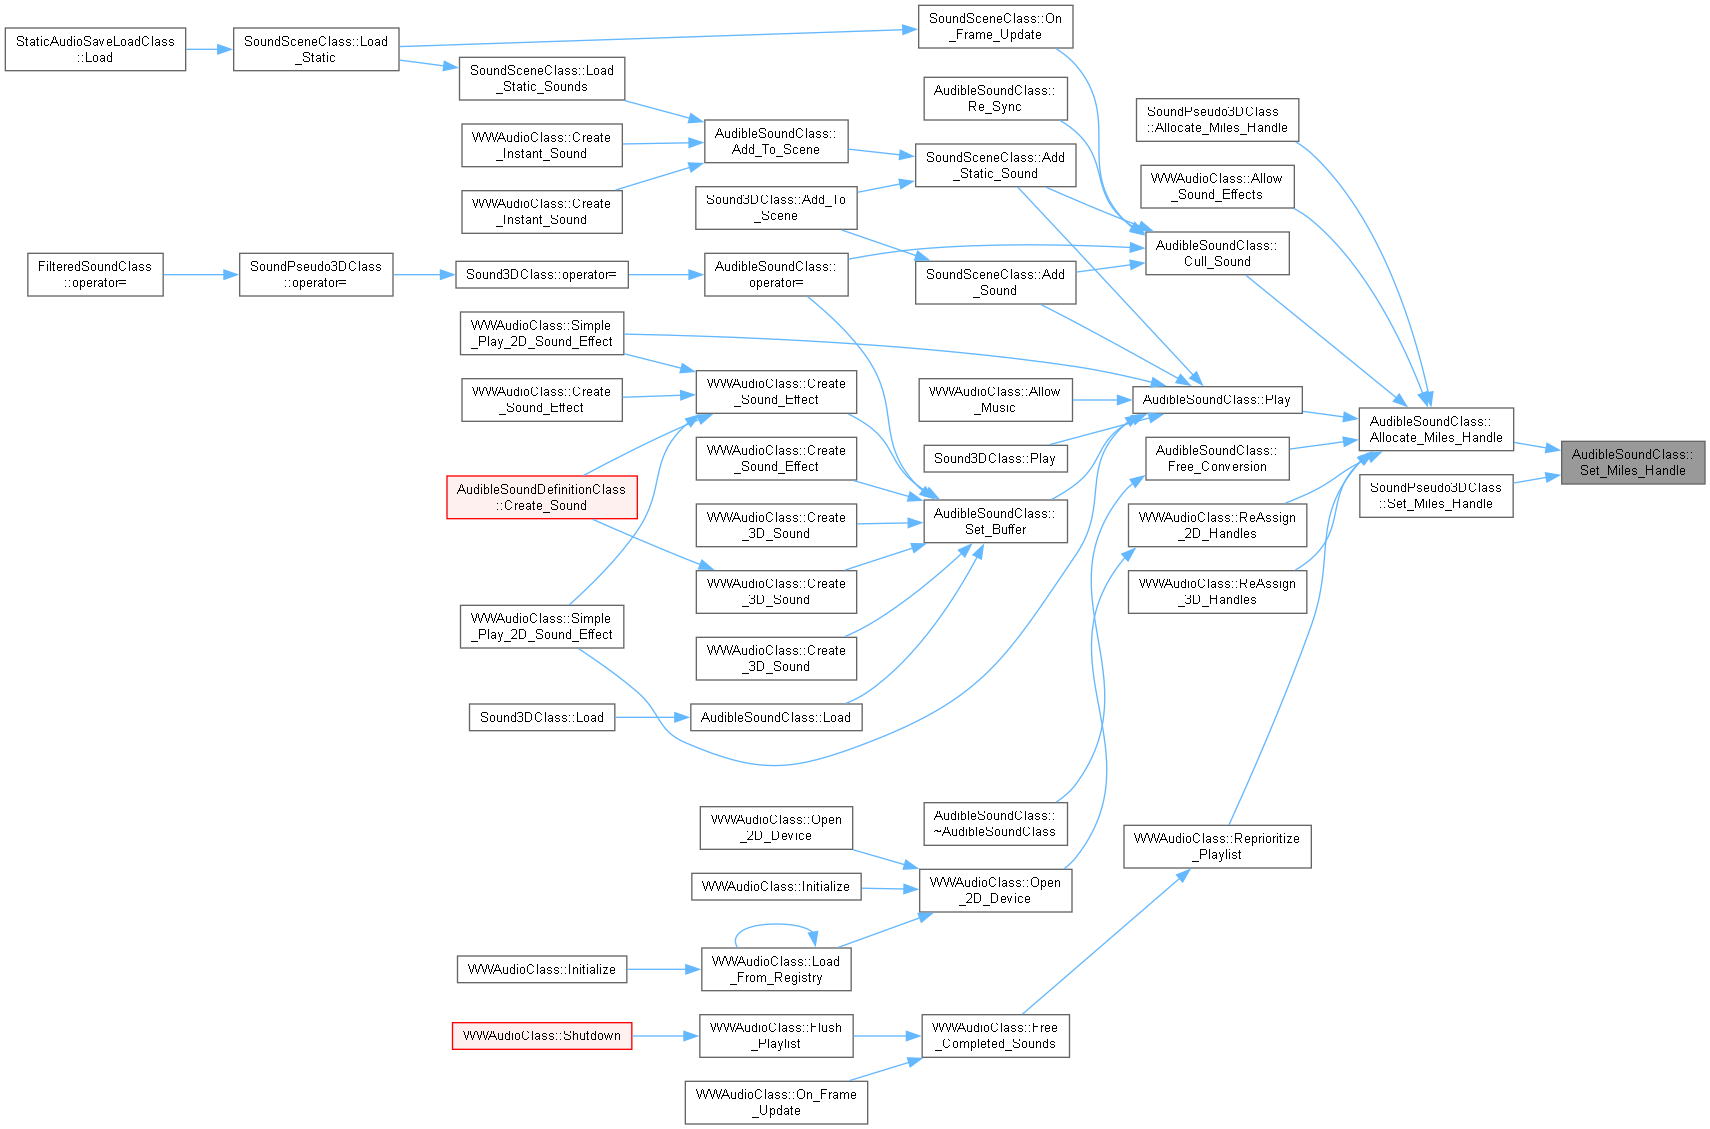 StaticAudioSaveLoadClass
::Load
SoundSceneClass::Load
_Static
SoundSceneClass::On
_Frame_Update
SoundSceneClass::Load
_Static_Sounds
AudibleSoundClass::
Re_Sync
SoundPseudo3DClass
::Allocate_Miles_Handle
WWAudioClass::Create
_Instant_Sound
AudibleSoundClass::
Add_To_Scene
SoundSceneClass::Add
_Static_Sound
WWAudioClass::Allow
_Sound_Effects
WWAudioClass::Create
_Instant_Sound
Sound3DClass::Add_To
_Scene
AudibleSoundClass::
Cull_Sound
FilteredSoundClass
::operator=
SoundPseudo3DClass
::operator=
Sound3DClass::operator=
AudibleSoundClass::
operator=
SoundSceneClass::Add
_Sound
WWAudioClass::Simple
_Play_2D_Sound_Effect
WWAudioClass::Create
_Sound_Effect
WWAudioClass::Create
_Sound_Effect
WWAudioClass::Allow
_Music
AudibleSoundClass::Play
AudibleSoundClass::
Allocate_Miles_Handle
WWAudioClass::Create
_Sound_Effect
Sound3DClass::Play
AudibleSoundClass::
Free_Conversion
AudibleSoundClass::
Set_Miles_Handle
AudibleSoundDefinitionClass
::Create_Sound
SoundPseudo3DClass
::Set_Miles_Handle
WWAudioClass::Create
_3D_Sound
AudibleSoundClass::
Set_Buffer
WWAudioClass::ReAssign
_2D_Handles
WWAudioClass::Create
_3D_Sound
WWAudioClass::ReAssign
_3D_Handles
WWAudioClass::Simple
_Play_2D_Sound_Effect
WWAudioClass::Create
_3D_Sound
Sound3DClass::Load
AudibleSoundClass::Load
WWAudioClass::Open
_2D_Device
AudibleSoundClass::
~AudibleSoundClass
WWAudioClass::Reprioritize
_Playlist
WWAudioClass::Initialize
WWAudioClass::Open
_2D_Device
WWAudioClass::Initialize
WWAudioClass::Load
_From_Registry
WWAudioClass::Shutdown
WWAudioClass::Flush
_Playlist
WWAudioClass::Free
_Completed_Sounds
WWAudioClass::On_Frame
_Update